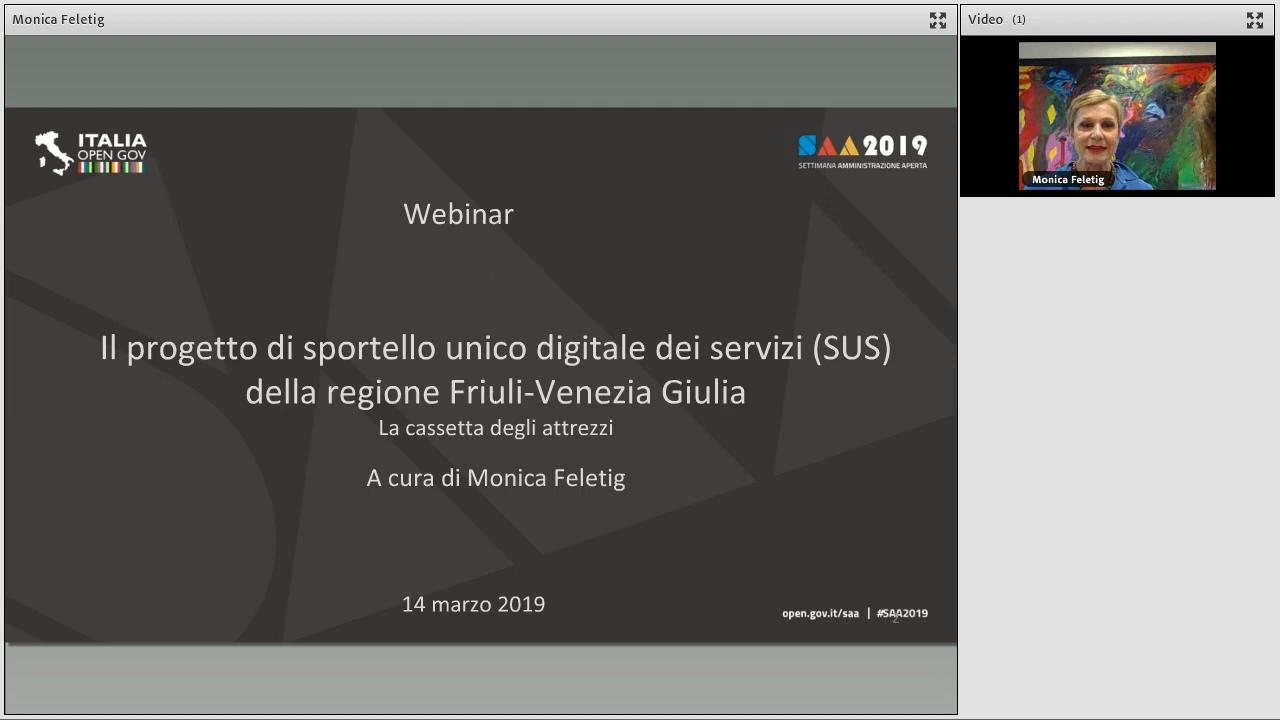 Monica Feletig
Video (1)
Monica Feletig
ITALIA
OPEN GOV
SAA2019
SETTIMANA AMMINISTRAZIONE APERTA
Webinar
Il progetto di sportello unico digitale dei servizi (SUS)
della regione Friuli-Venezia Giulia
La cassetta degli attrezzi
A cura di Monica Feletig
14 marzo 2019
open.gov.it/saa | #SAA2019
2